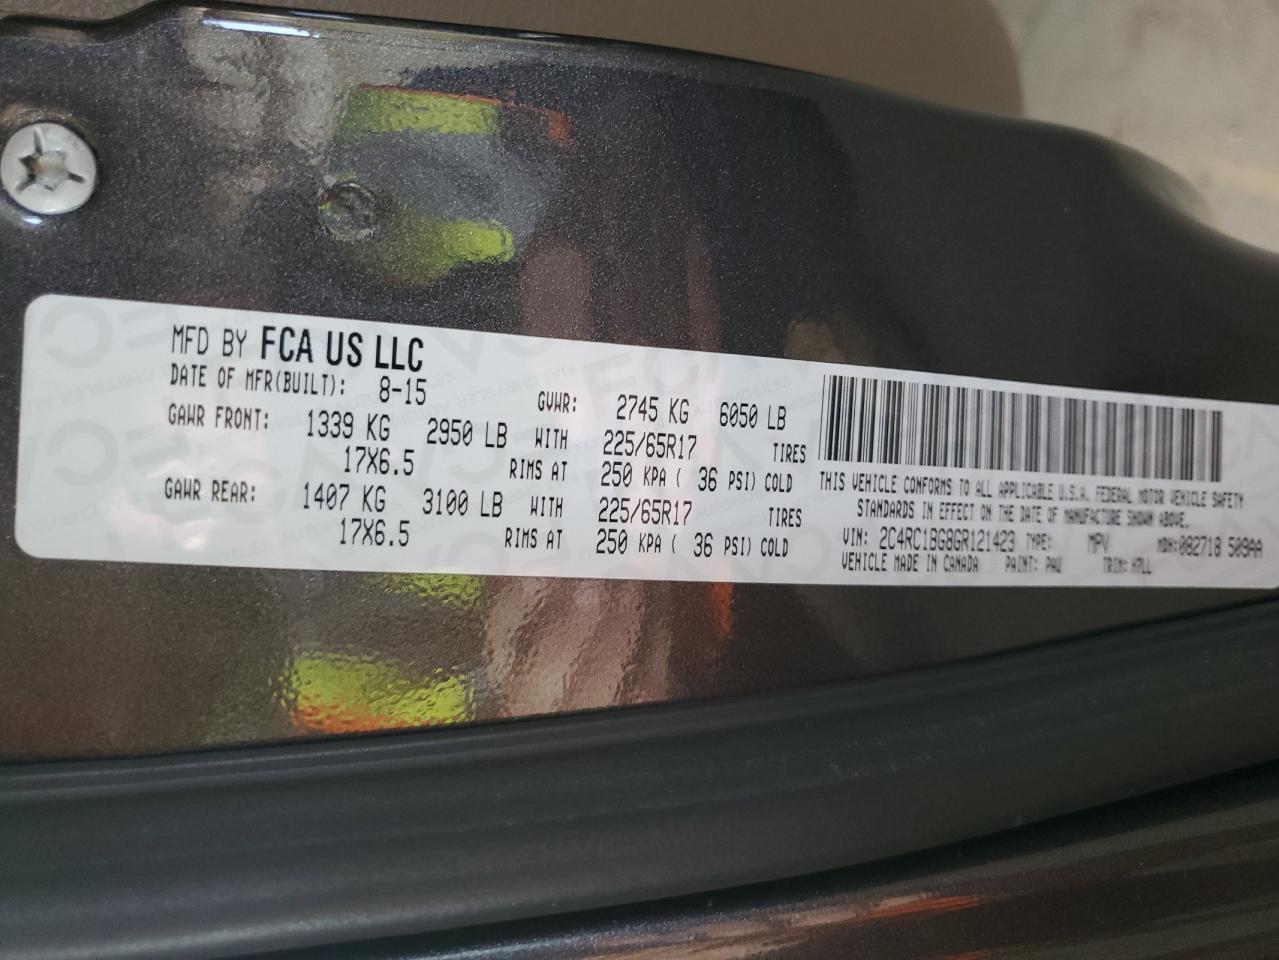 MFD BY FCA US LLC
DATE OF MFR(BUILT): 8-15 GVWR: 2745 KG 6050 LB
GAWR FRONT: 1339 KG 2950 LB WITH 225/65R17 TIRES
17X6.5 RIMS AT 250 KPA ( 36 PSI) COLD
GAWR REAR: 1407 KG 3100 LB WITH 225/65R17 TIRES
17X6.5 RIMS AT 250 KPA ( 36 PSI) COLD
THIS VEHICLE CONFORMS TO ALL APPLICABLE U.S.A. FEDERAL MOTOR VEHICLE SAFETY
STANDARDS IN EFFECT ON THE DATE OF MANUFACTURE SHOWN ABOVE.
VIN: 2C4RC1BG8GR121423 TYPE: MPV MDH:082718 509AA
VEHICLE MADE IN CANADA PAINT: PAU TRIM: